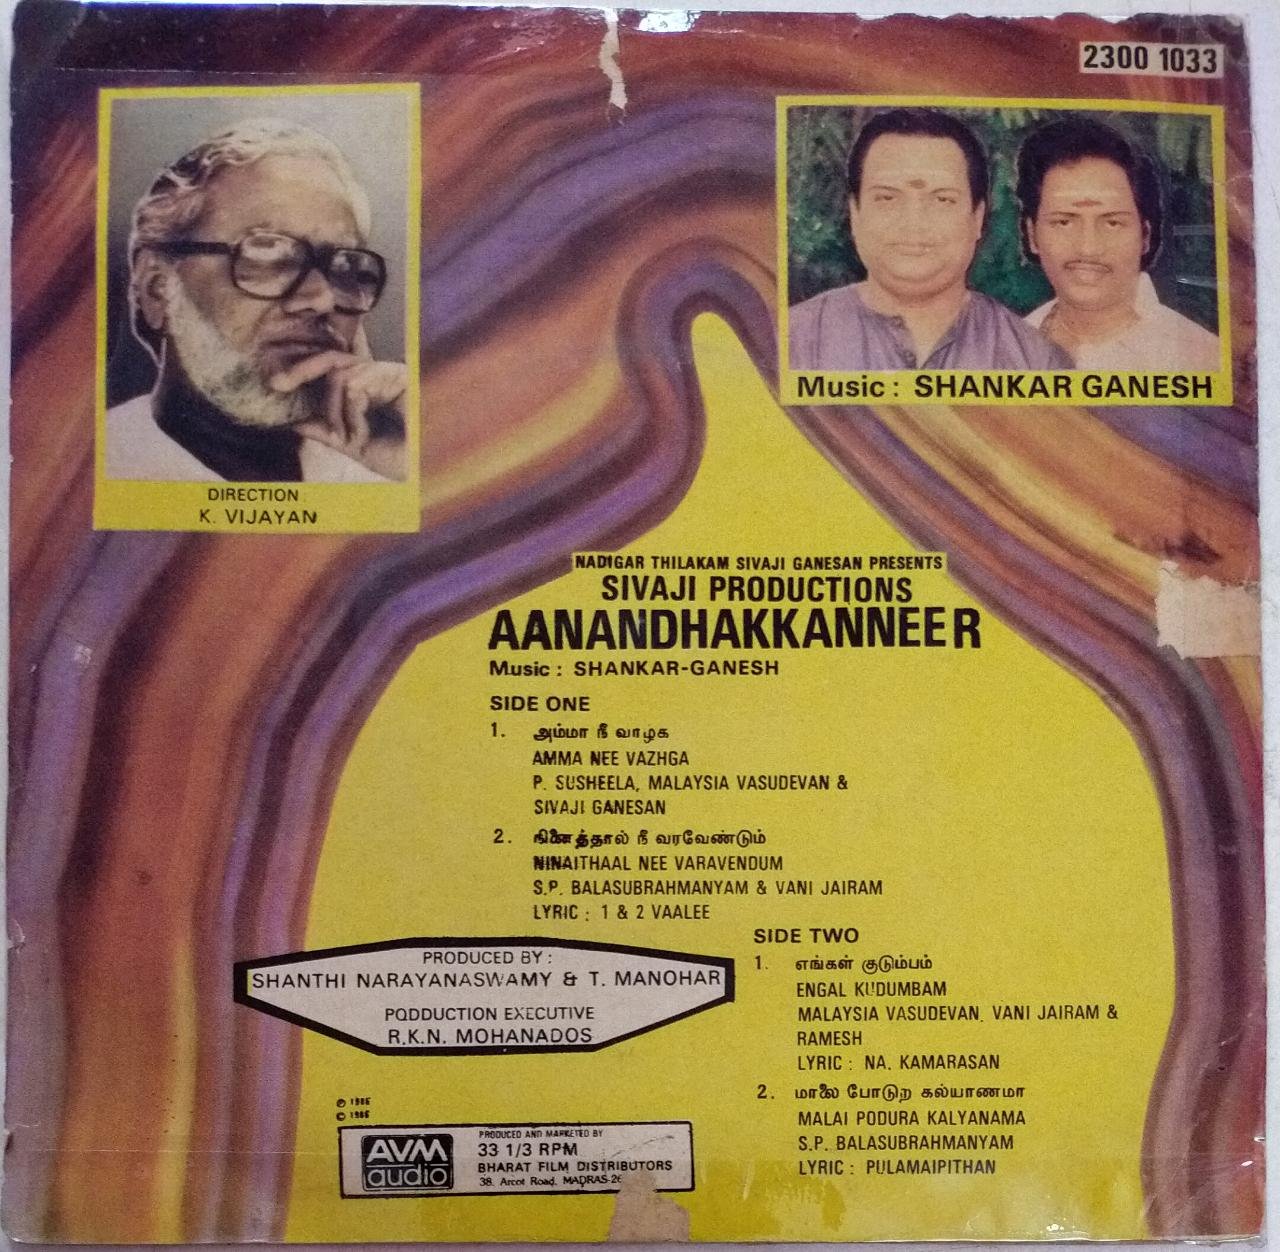 2300 1033
DIRECTION
K. VIJAYAN
Music : SHANKAR GANESH
NADIGAR THILAKAM SIVAJI GANESAN PRESENTS
SIVAJI PRODUCTIONS
AANANDHAKKANNEER
Music : SHANKAR-GANESH
SIDE ONE
1. அம்மா நீ வாழக
AMMA NEE VAZHGA
P. SUSHEELA, MALAYSIA VASUDEVAN &
SIVAJI GANESAN
2. நினைத்தால் நீ வரவேண்டும்
NINAITHAAL NEE VARAVENDUM
S.P. BALASUBRAHMANYAM & VANI JAIRAM
LYRIC : 1 & 2 VAALEE
PRODUCED BY :
SHANTHI NARAYANASWAMY & T. MANOHAR
PODDUCTION EXECUTIVE
R.K.N. MOHANADOS
SIDE TWO
1. எங்கள் குடும்பம்
ENGAL KUDUMBAM
MALAYSIA VASUDEVAN, VANI JAIRAM &
RAMESH
LYRIC : NA. KAMARASAN
2. மாலை போடுற கல்யாணமா
MALAI PODURA KALYANAMA
S.P. BALASUBRAHMANYAM
LYRIC : PULAMAIPITHAN
℗ 1986
© 1986
AVM
audio
PRODUCED AND MARKETED BY
33 1/3 RPM
BHARAT FILM DISTRIBUTORS
38, Arcot Road, MADRAS-26